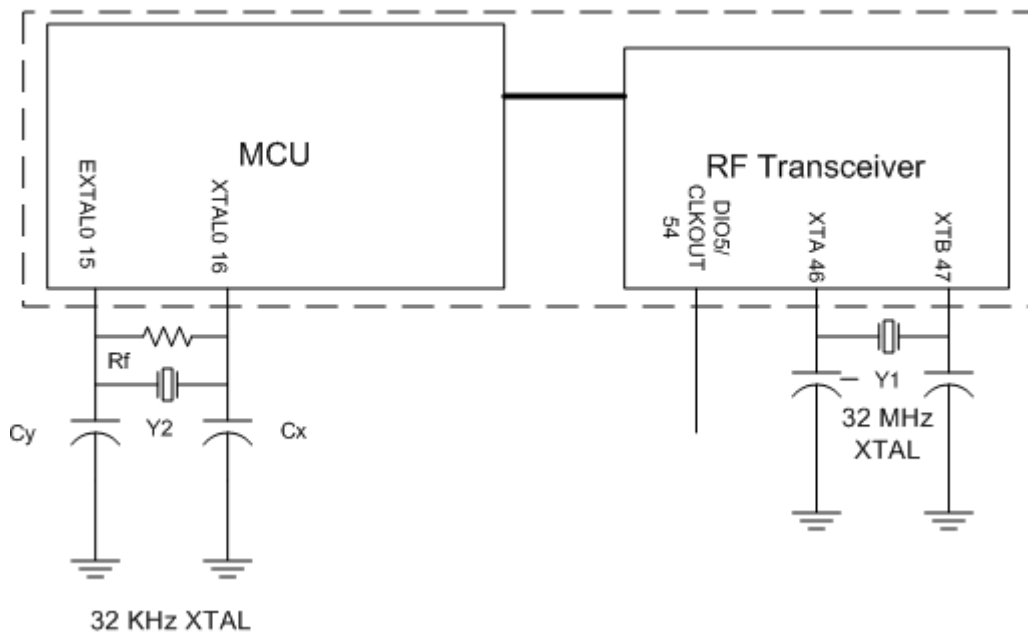 MCU
EXTAL0 15
XTAL0 16
RF Transceiver
DIO5/
CLKOUT
54
XTA 46
XTB 47
Rf
Y2
Cy
Cx
32 KHz XTAL
Y1
32 MHz
XTAL